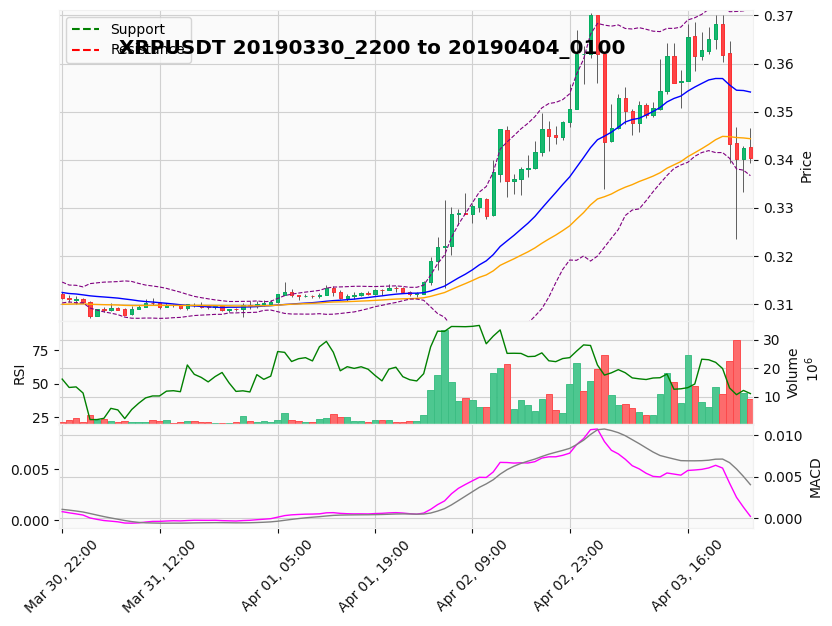 XRPUSDT 20190330_2200 to 20190404_0100
Support
Resistance
0.37
0.36
0.35
0.34
0.33
0.32
0.31
Price
75
50
25
RSI
30
20
10
Volume
10^6
0.005
0.000
0.010
0.005
0.000
MACD
Mar 30, 22:00
Mar 31, 12:00
Apr 01, 05:00
Apr 01, 19:00
Apr 02, 09:00
Apr 02, 23:00
Apr 03, 16:00